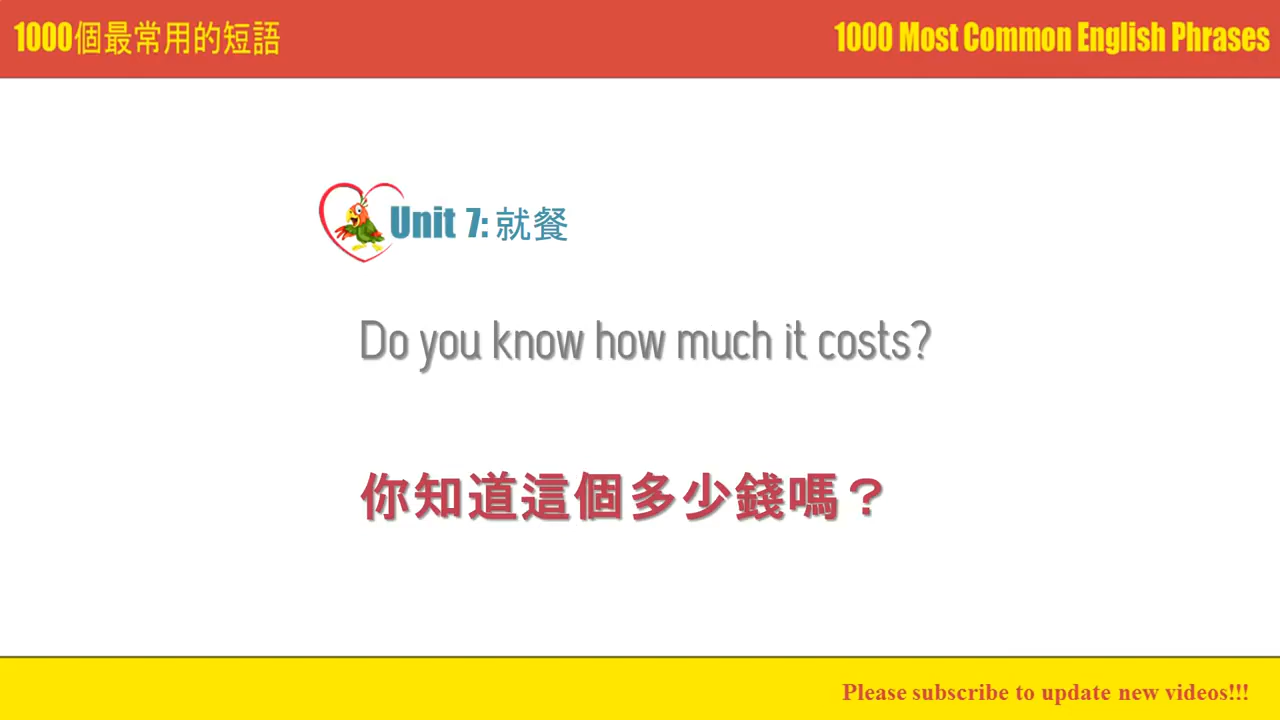 1000個最常用的短語
1000 Most Common English Phrases
Unit 7: 就餐
Do you know how much it costs?
你知道這個多少錢嗎？
Please subscribe to update new videos!!!